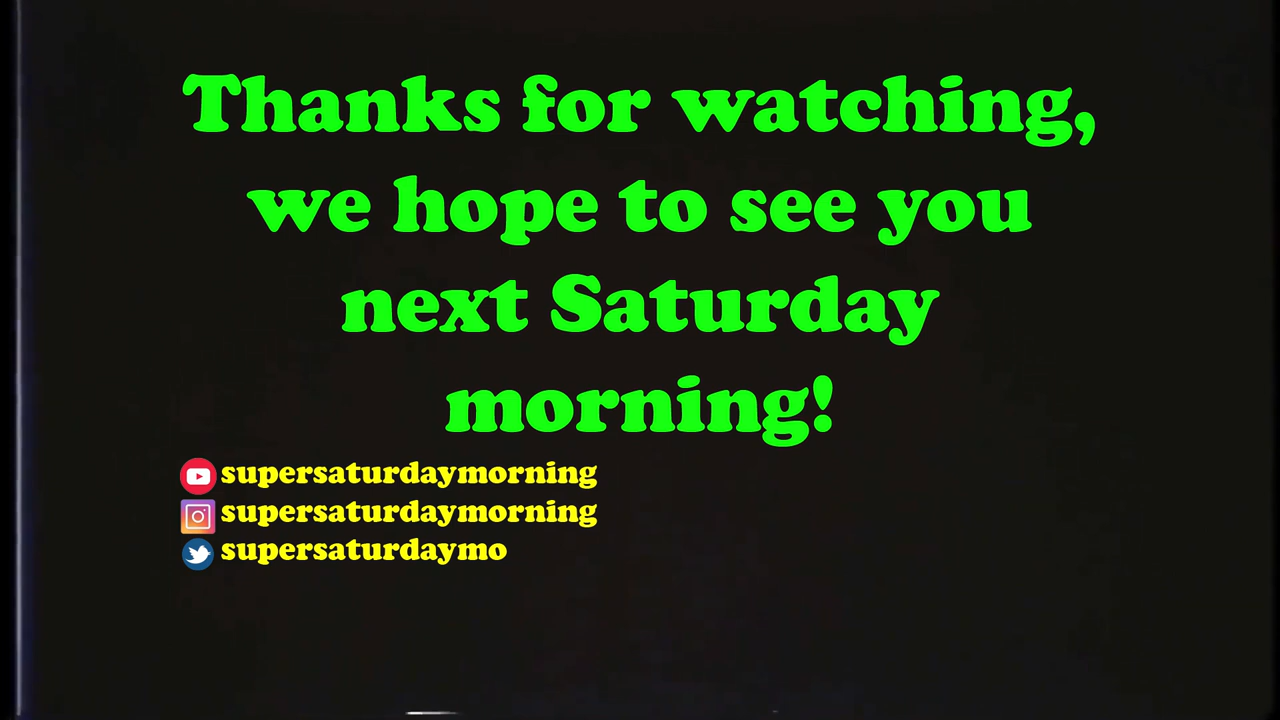 Thanks for watching,
we hope to see you
next Saturday
morning!
supersaturdaymorning
supersaturdaymorning
supersaturdaymo